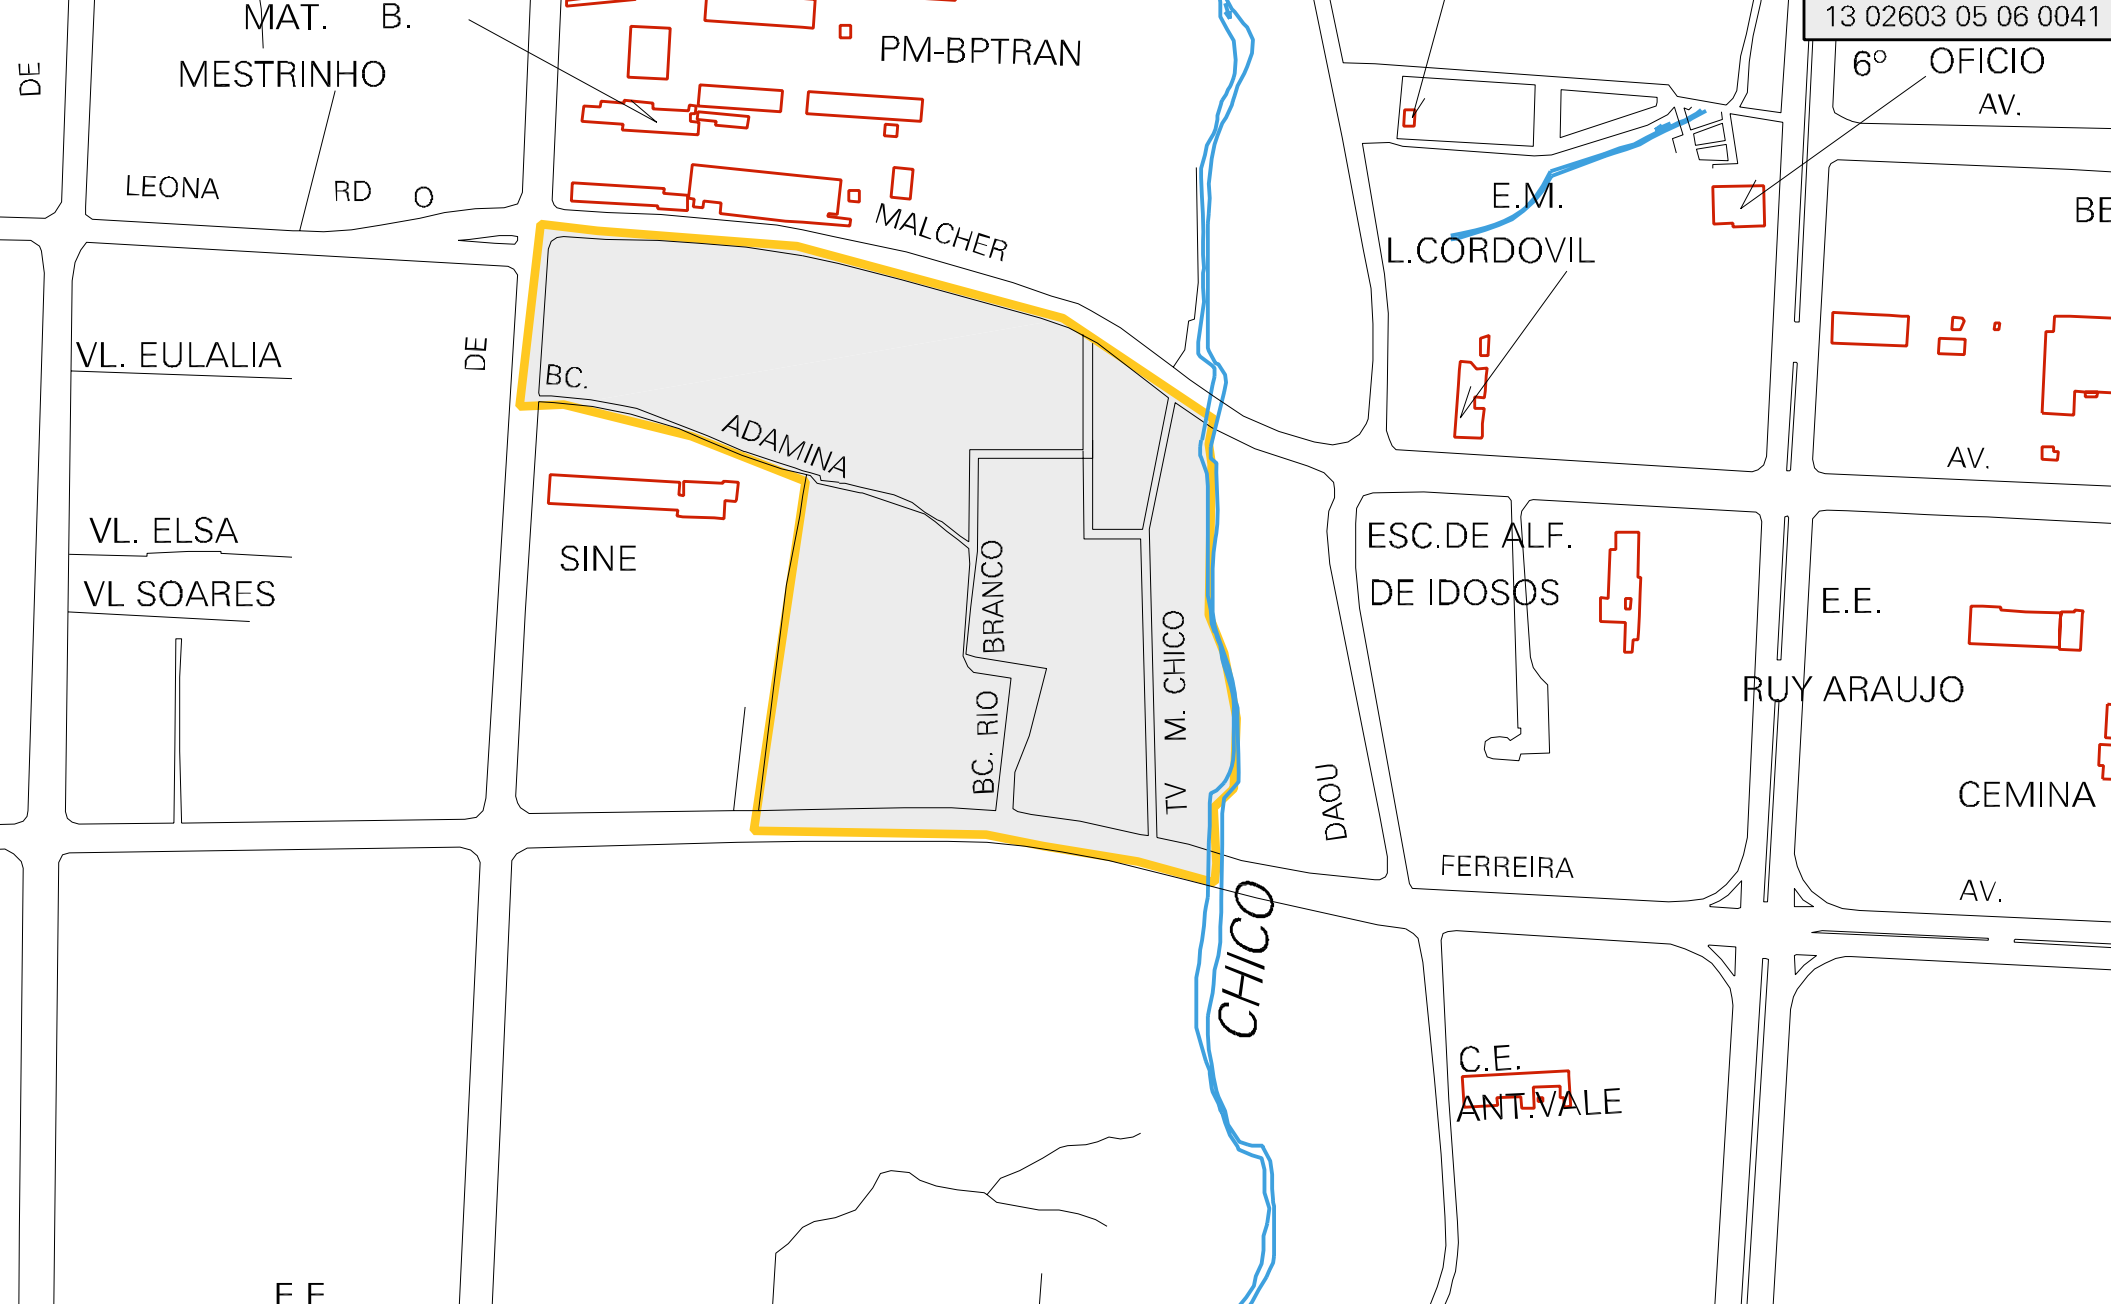 MAT. B.
MESTRINHO
PM-BPTRAN
13 02603 05 06 0041
6º OFICIO
AV.
DE
LEONA RD O
MALCHER
E.M.
L.CORDOVIL
BE
VL. EULALIA
DE
BC.
ADAMINA
AV.
VL. ELSA
SINE
VL SOARES
BC. RIO BRANCO
TV M. CHICO
ESC.DE ALF.
DE IDOSOS
E.E.
RUY ARAUJO
CEMINA
DAOU
FERREIRA
AV.
CHICO
C.E.
ANT.VALE